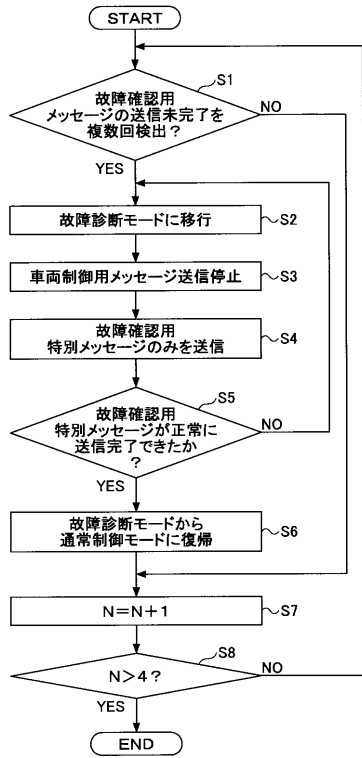 START
S1
故障確認用
メッセージの送信未完了を
複数回検出？
NO
YES
故障診断モードに移行
S2
車両制御用メッセージ送信停止
S3
故障確認用
特別メッセージのみを送信
S4
S5
故障確認用
特別メッセージが正常に
送信完了できたか
？
NO
YES
故障診断モードから
通常制御モードに復帰
S6
N＝N＋1
S7
S8
N＞4？
NO
YES
END